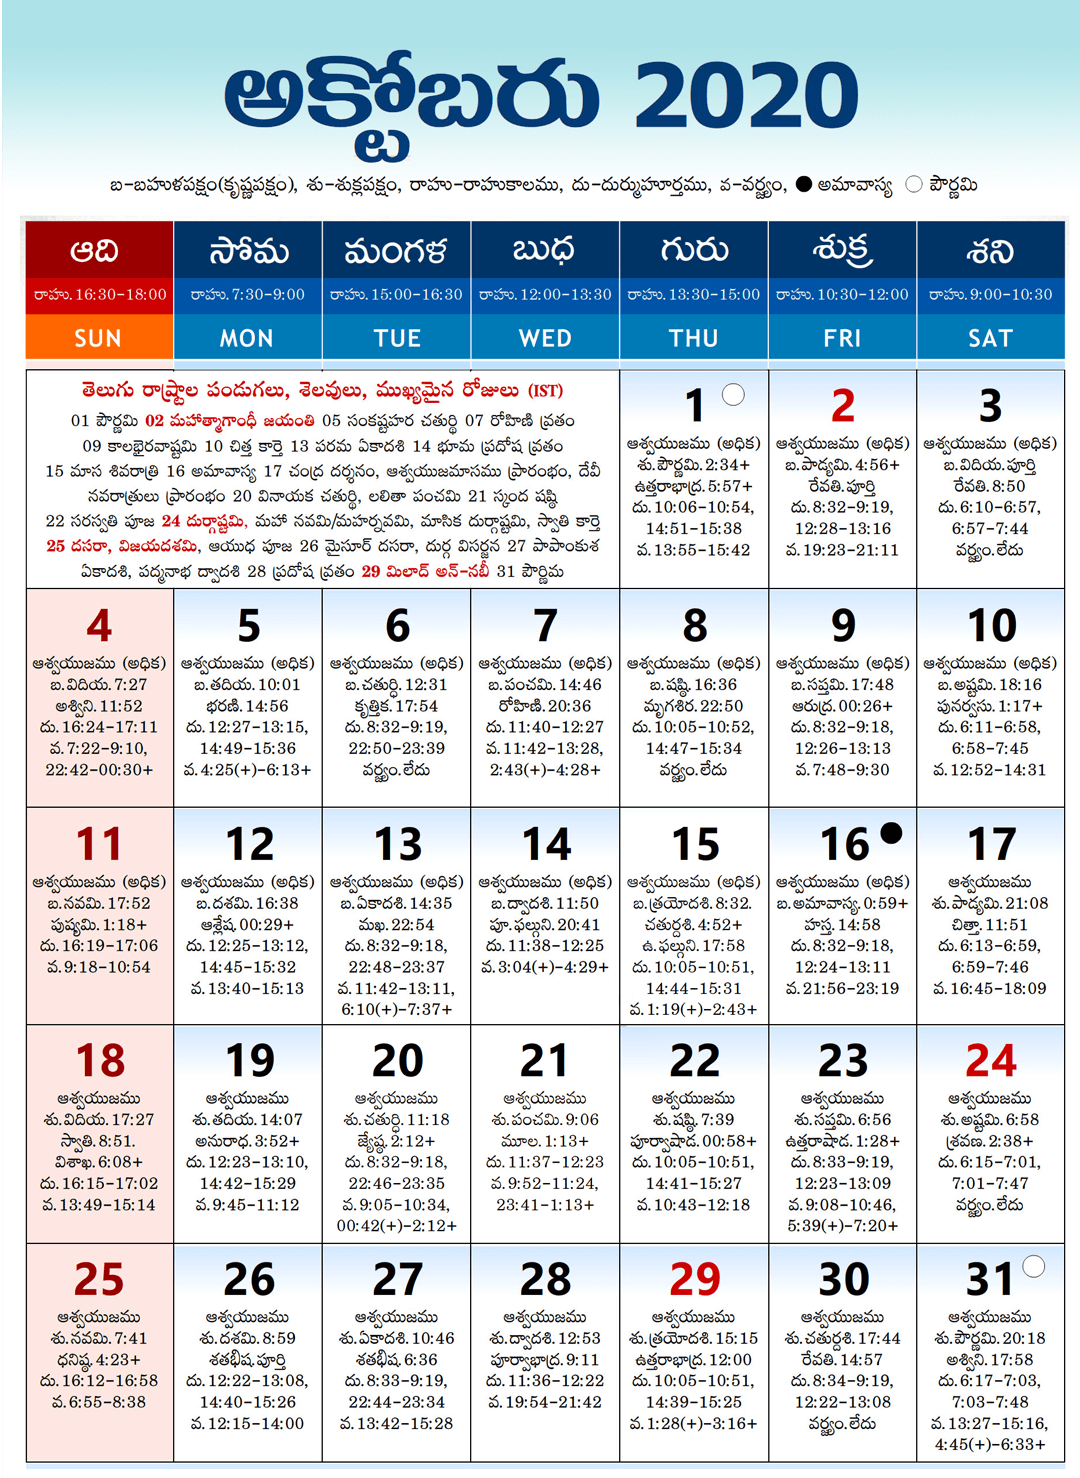 అక్టోబరు 2020
బ-బహుళపక్షం(కృష్ణపక్షం), శు-శుక్లపక్షం, రాహు-రాహుకాలము, దు-దుర్ముహూర్తము, వ-వర్జ్యం, అమావాస్య పౌర్ణమి
ఆది సోమ మంగళ బుధ గురు శుక్ర శని
రాహు.16:30-18:00 రాహు.7:30-9:00 రాహు.15:00-16:30 రాహు.12:00-13:30 రాహు.13:30-15:00 రాహు.10:30-12:00 రాహు.9:00-10:30
SUN MON TUE WED THU FRI SAT
తెలుగు రాష్ట్రాల పండుగలు, శెలవులు, ముఖ్యమైన రోజులు (IST)
01 పౌర్ణమి 02 మహాత్మాగాంధీ జయంతి 05 సంకష్టహర చతుర్థి 07 రోహిణి వ్రతం
09 కాలభైరవాష్టమి 10 చిత్త కార్తె 13 పరమ ఏకాదశి 14 భూమ ప్రదోష వ్రతం
15 మాస శివరాత్రి 16 అమావాస్య 17 చంద్ర దర్శనం, ఆశ్వయుజమాసము ప్రారంభం, దేవీ
నవరాత్రులు ప్రారంభం 20 వినాయక చతుర్థి, లలితా పంచమి 21 స్కంద షష్ఠి
22 సరస్వతి పూజ 24 దుర్గాష్టమి, మహా నవమి/మహర్నవమి, మాసిక దుర్గాష్టమి, స్వాతి కార్తె
25 దసరా, విజయదశమి, ఆయుధ పూజ 26 మైసూర్ దసరా, దుర్గ విసర్జన 27 పాపాంకుశ
ఏకాదశి, పద్మనాభ ద్వాదశి 28 ప్రదోష వ్రతం 29 మిలాద్ అన్-నబీ 31 పౌర్ణిమ
1
ఆశ్వయుజము (అధిక)
శు.పౌర్ణమి.2:34+
ఉత్తరాభాద్ర.5:57+
దు.10:06-10:54,
14:51-15:38
వ.13:55-15:42
2
ఆశ్వయుజము (అధిక)
బ.పాడ్యమి.4:56+
రేవతి.పూర్తి
దు.8:32-9:19,
12:28-13:16
వ.19:23-21:11
3
ఆశ్వయుజము (అధిక)
బ.విదియ.పూర్తి
రేవతి.8:50
దు.6:10-6:57,
6:57-7:44
వర్జ్యం.లేదు
4
ఆశ్వయుజము (అధిక)
బ.విదియ.7:27
అశ్విని.11:52
దు.16:24-17:11
వ.7:22-9:10,
22:42-00:30+
5
ఆశ్వయుజము (అధిక)
బ.తదియ.10:01
భరణి.14:56
దు.12:27-13:15,
14:49-15:36
వ.4:25(+)-6:13+
6
ఆశ్వయుజము (అధిక)
బ.చతుర్ధి.12:31
కృత్తిక.17:54
దు.8:32-9:19,
22:50-23:39
వర్జ్యం.లేదు
7
ఆశ్వయుజము (అధిక)
బ.పంచమి.14:46
రోహిణి.20:36
దు.11:40-12:27
వ.11:42-13:28,
2:43(+)-4:28+
8
ఆశ్వయుజము (అధిక)
బ.షష్ఠి.16:36
మృగశిర.22:50
దు.10:05-10:52,
14:47-15:34
వర్జ్యం.లేదు
9
ఆశ్వయుజము (అధిక)
బ.సప్తమి.17:48
ఆరుద్ర.00:26+
దు.8:32-9:18,
12:26-13:13
వ.7:48-9:30
10
ఆశ్వయుజము (అధిక)
బ.అష్టమి.18:16
పునర్వసు.1:17+
దు.6:11-6:58,
6:58-7:45
వ.12:52-14:31
11
ఆశ్వయుజము (అధిక)
బ.నవమి.17:52
పుష్యమి.1:18+
దు.16:19-17:06
వ.9:18-10:54
12
ఆశ్వయుజము (అధిక)
బ.దశమి.16:38
ఆశ్లేష.00:29+
దు.12:25-13:12,
14:45-15:32
వ.13:40-15:13
13
ఆశ్వయుజము (అధిక)
బ.ఏకాదశి.14:35
మఖ.22:54
దు.8:32-9:18,
22:48-23:37
వ.11:42-13:11,
6:10(+)-7:37+
14
ఆశ్వయుజము (అధిక)
బ.ద్వాదశి.11:50
పూ.ఫల్గుని.20:41
దు.11:38-12:25
వ.3:04(+)-4:29+
15
ఆశ్వయుజము (అధిక)
బ.త్రయోదశి.8:32.
చతుర్దశి.4:52+
ఉ.ఫల్గుని.17:58
దు.10:05-10:51,
14:44-15:31
వ.1:19(+)-2:43+
16
ఆశ్వయుజము (అధిక)
బ.అమావాస్య.0:59+
హస్త.14:58
దు.8:32-9:18,
12:24-13:11
వ.21:56-23:19
17
ఆశ్వయుజము
శు.పాడ్యమి.21:08
చిత్తా.11:51
దు.6:13-6:59,
6:59-7:46
వ.16:45-18:09
18
ఆశ్వయుజము
శు.విదియ.17:27
స్వాతి.8:51.
విశాఖ.6:08+
దు.16:15-17:02
వ.13:49-15:14
19
ఆశ్వయుజము
శు.తదియ.14:07
అనురాధ.3:52+
దు.12:23-13:10,
14:42-15:29
వ.9:45-11:12
20
ఆశ్వయుజము
శు.చతుర్ధి.11:18
జ్యేష్ఠ.2:12+
దు.8:32-9:18,
22:46-23:35
వ.9:05-10:34,
00:42(+)-2:12+
21
ఆశ్వయుజము
శు.పంచమి.9:06
మూల.1:13+
దు.11:37-12:23
వ.9:52-11:24,
23:41-1:13+
22
ఆశ్వయుజము
శు.షష్ఠి.7:39
పూర్వాషాడ.00:58+
దు.10:05-10:51,
14:41-15:27
వ.10:43-12:18
23
ఆశ్వయుజము
శు.సప్తమి.6:56
ఉత్తరాషాడ.1:28+
దు.8:33-9:19,
12:23-13:09
వ.9:08-10:46,
5:39(+)-7:20+
24
ఆశ్వయుజము
శు.అష్టమి.6:58
శ్రవణ.2:38+
దు.6:15-7:01,
7:01-7:47
వర్జ్యం.లేదు
25
ఆశ్వయుజము
శు.నవమి.7:41
ధనిష్ఠ.4:23+
దు.16:12-16:58
వ.6:55-8:38
26
ఆశ్వయుజము
శు.దశమి.8:59
శతభిష.పూర్తి
దు.12:22-13:08,
14:40-15:26
వ.12:15-14:00
27
ఆశ్వయుజము
శు.ఏకాదశి.10:46
శతభిష.6:36
దు.8:33-9:19,
22:44-23:34
వ.13:42-15:28
28
ఆశ్వయుజము
శు.ద్వాదశి.12:53
పూర్వాభాద్ర.9:11
దు.11:36-12:22
వ.19:54-21:42
29
ఆశ్వయుజము
శు.త్రయోదశి.15:15
ఉత్తరాభాద్ర.12:00
దు.10:05-10:51,
14:39-15:25
వ.1:28(+)-3:16+
30
ఆశ్వయుజము
శు.చతుర్దశి.17:44
రేవతి.14:57
దు.8:34-9:19,
12:22-13:08
వర్జ్యం.లేదు
31
ఆశ్వయుజము
శు.పౌర్ణమి.20:18
అశ్విని.17:58
దు.6:17-7:03,
7:03-7:48
వ.13:27-15:16,
4:45(+)-6:33+